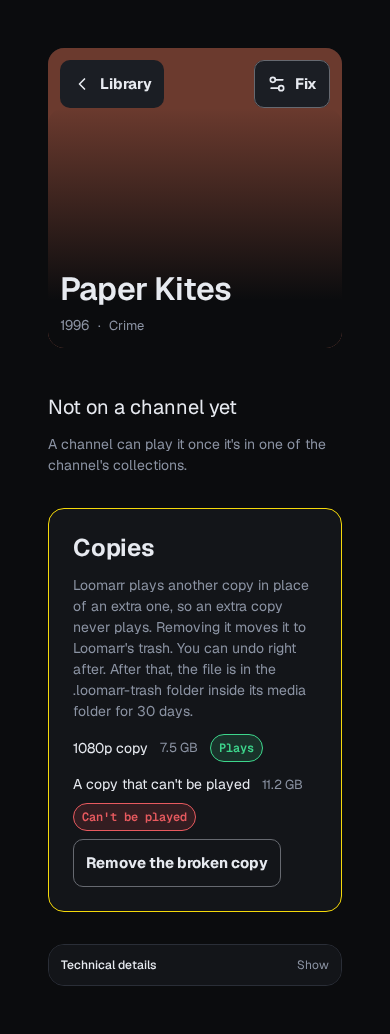 Library
Fix
Paper Kites
1996 · Crime
Not on a channel yet
A channel can play it once it's in one of the
channel's collections.
Copies
Loomarr plays another copy in place
of an extra one, so an extra copy
never plays. Removing it moves it to
Loomarr's trash. You can undo right
after. After that, the file is in the
.loomarr-trash folder inside its media
folder for 30 days.
1080p copy 7.5 GB Plays
A copy that can't be played 11.2 GB
Can't be played
Remove the broken copy
Technical details Show